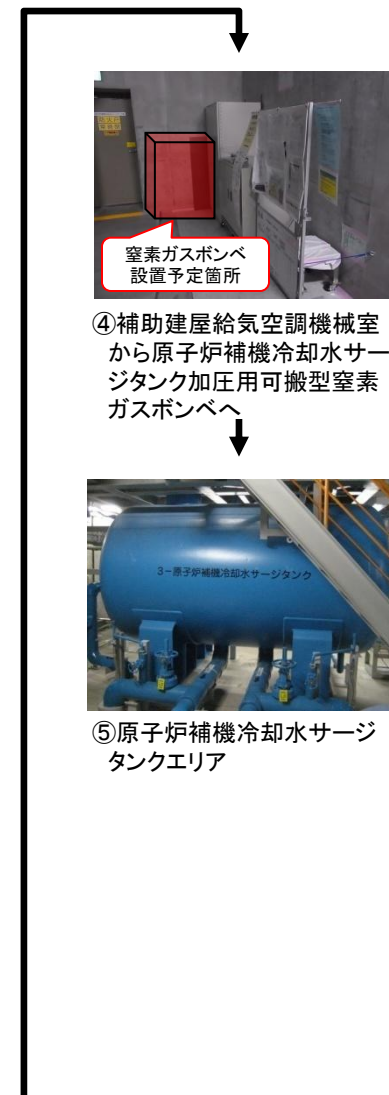 窒素ガスボンベ
設置予定箇所
④補助建屋給気空調機械室
から原子炉補機冷却水サー
ジタンク加圧用可搬型窒素
ガスボンベへ
3-原子炉補機冷却水サージタンク
⑤原子炉補機冷却水サージ
タンクエリア